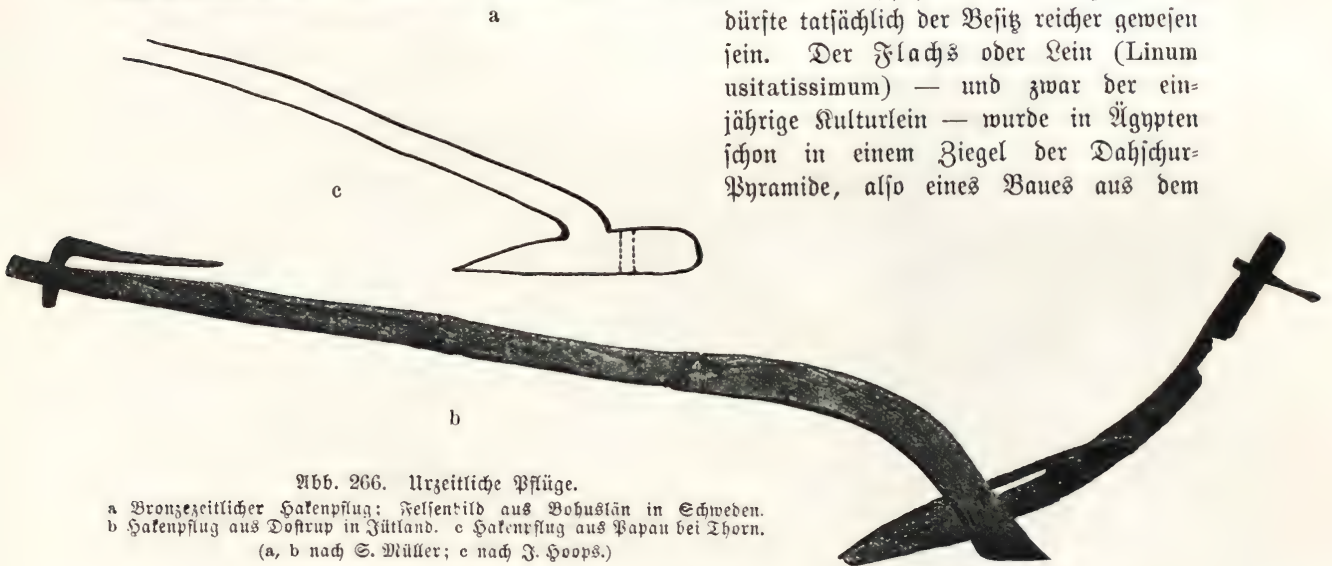 a
dürfte tatsächlich der Besitz reicher gewesen
sein. Der Flachs oder Lein (Linum
usitatissimum) — und zwar der ein-
jährige Kulturlein — wurde in Ägypten
schon in einem Ziegel der Dahschur-
Pyramide, also eines Baues aus dem
c
b
Abb. 266. Urzeitliche Pflüge.
a Bronzezeitlicher Hakenpflug; Felsenbild aus Bohuslän in Schweden.
b Hakenpflug aus Dostrup in Jütland. c Hakenpflug aus Papau bei Thorn.
(a, b nach S. Müller; c nach J. Hoops.)